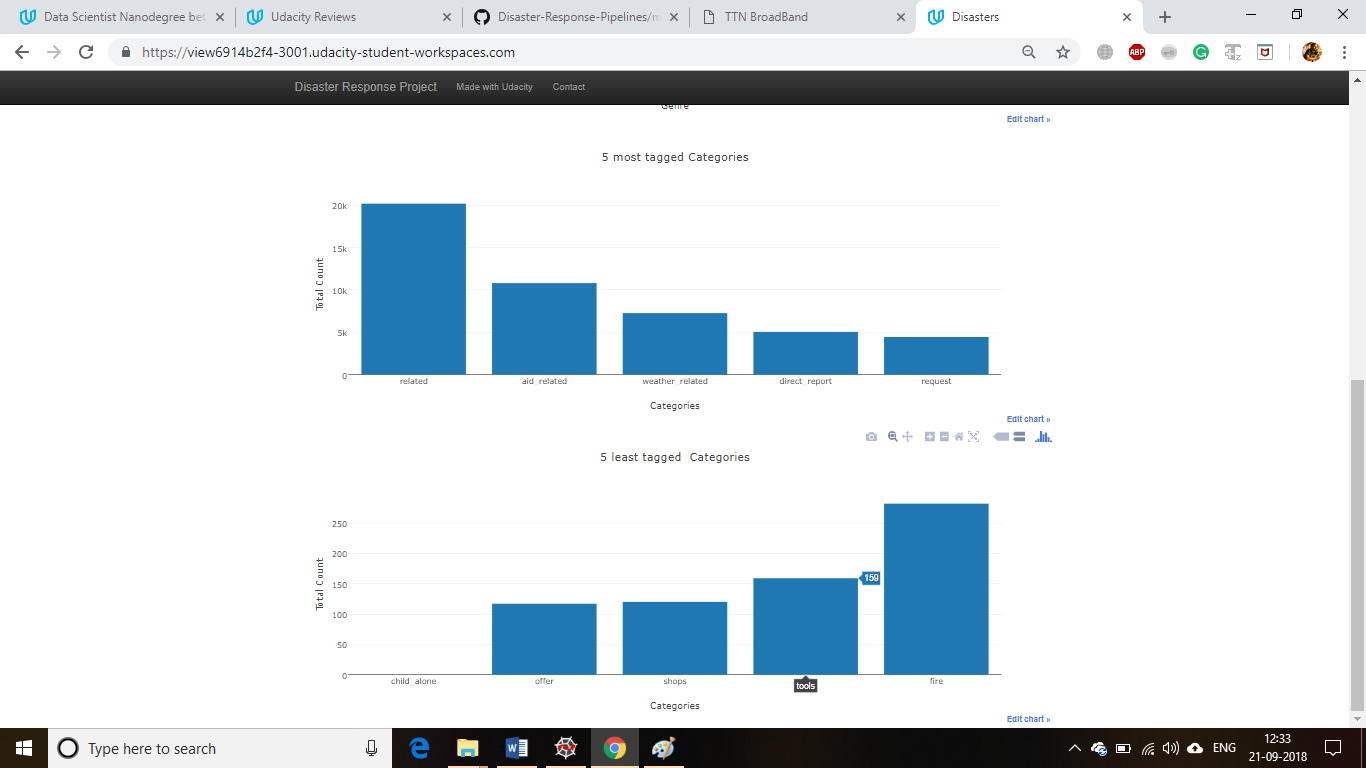 Data Scientist Nanodegree bet
Udacity Reviews
Disaster-Response-Pipelines/m
TTN BroadBand
Disasters
https://view6914b2f4-3001.udacity-student-workspaces.com
ABP
Disaster Response Project
Made with Udacity
Contact
Genre
Edit chart »
5 most tagged Categories
20k
15k
10k
5k
0
Total Count
related
aid_related
weather_related
direct_report
request
Categories
Edit chart »
5 least tagged  Categories
250
200
150
100
50
0
Total Count
159
child_alone
offer
shops
tools
fire
Categories
Edit chart »
Type here to search
ENG
12:33
21-09-2018